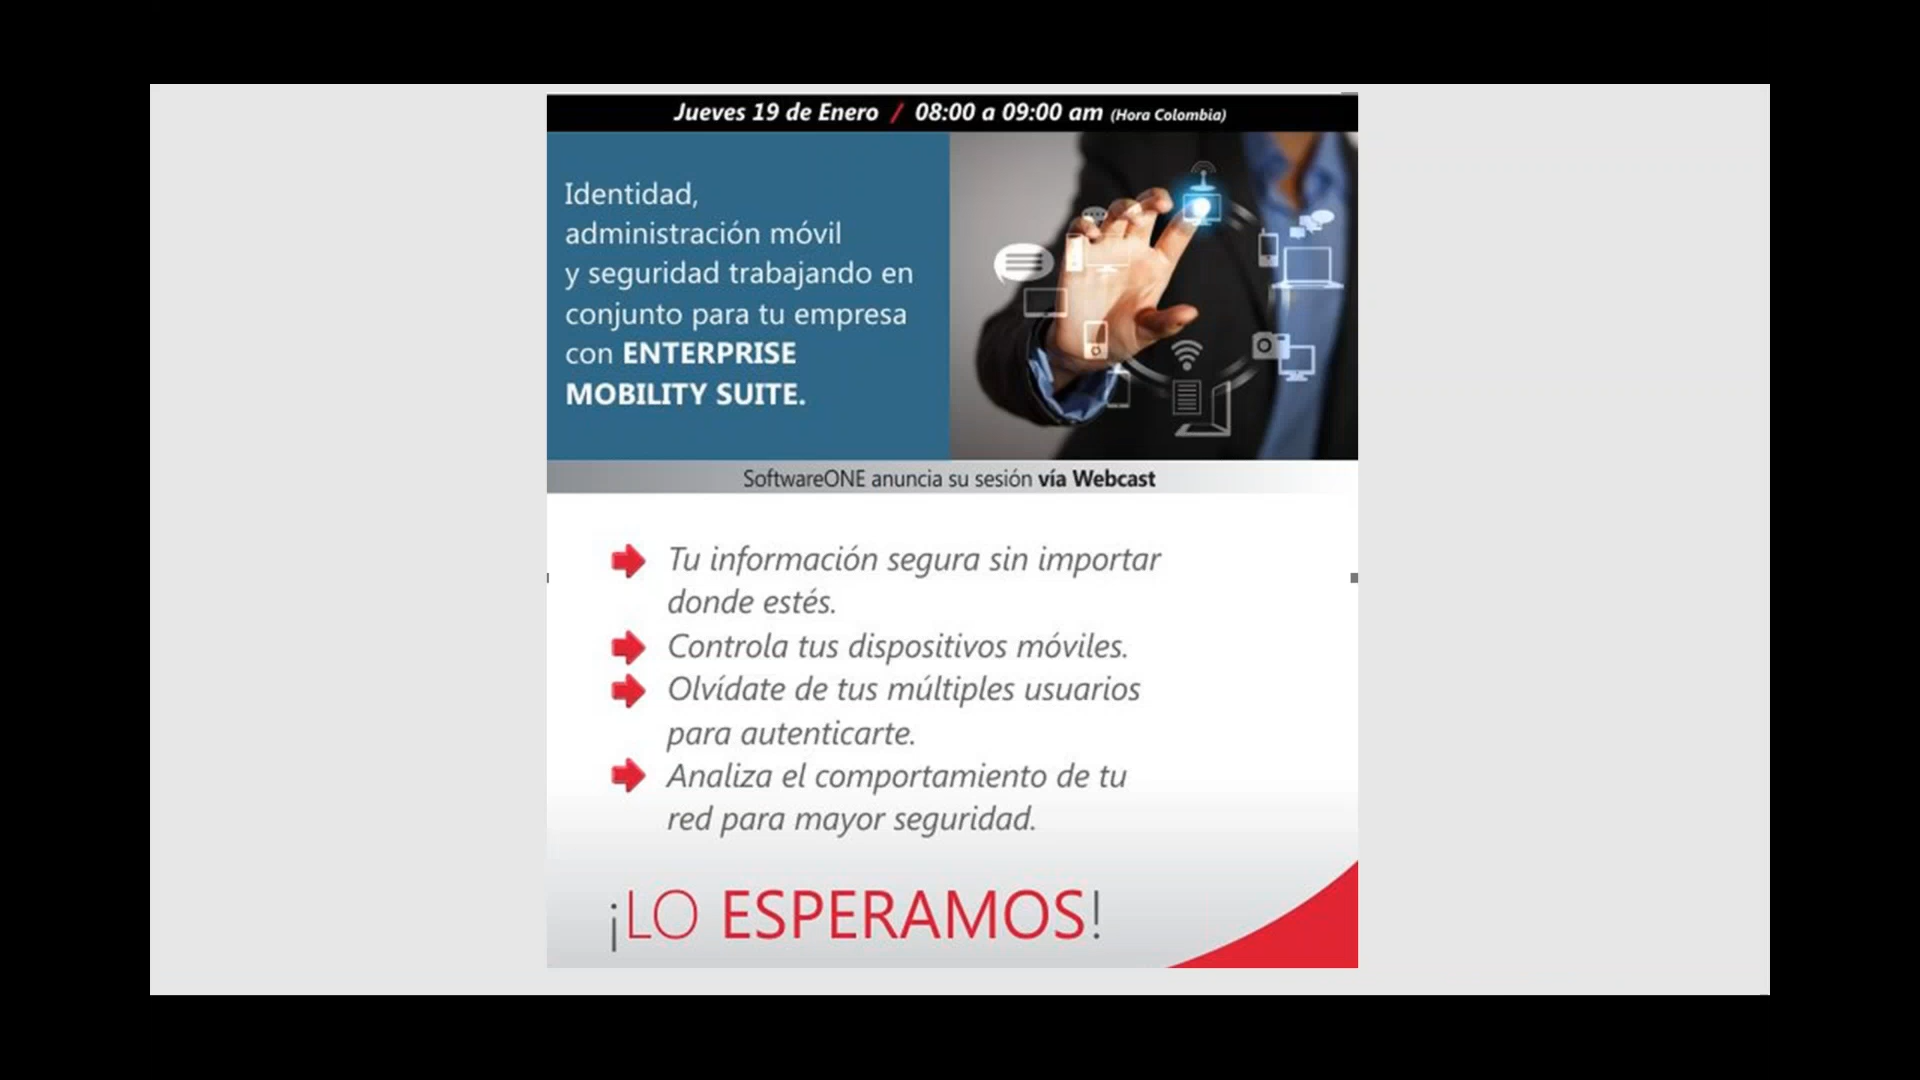 Jueves 19 de Enero / 08:00 a 09:00 am (Hora Colombia)
Identidad,
administración móvil
y seguridad trabajando en
conjunto para tu empresa
con ENTERPRISE
MOBILITY SUITE.
SoftwareONE anuncia su sesión vía Webcast
Tu información segura sin importar
donde estés.
Controla tus dispositivos móviles.
Olvídate de tus múltiples usuarios
para autenticarte.
Analiza el comportamiento de tu
red para mayor seguridad.
¡LO ESPERAMOS!